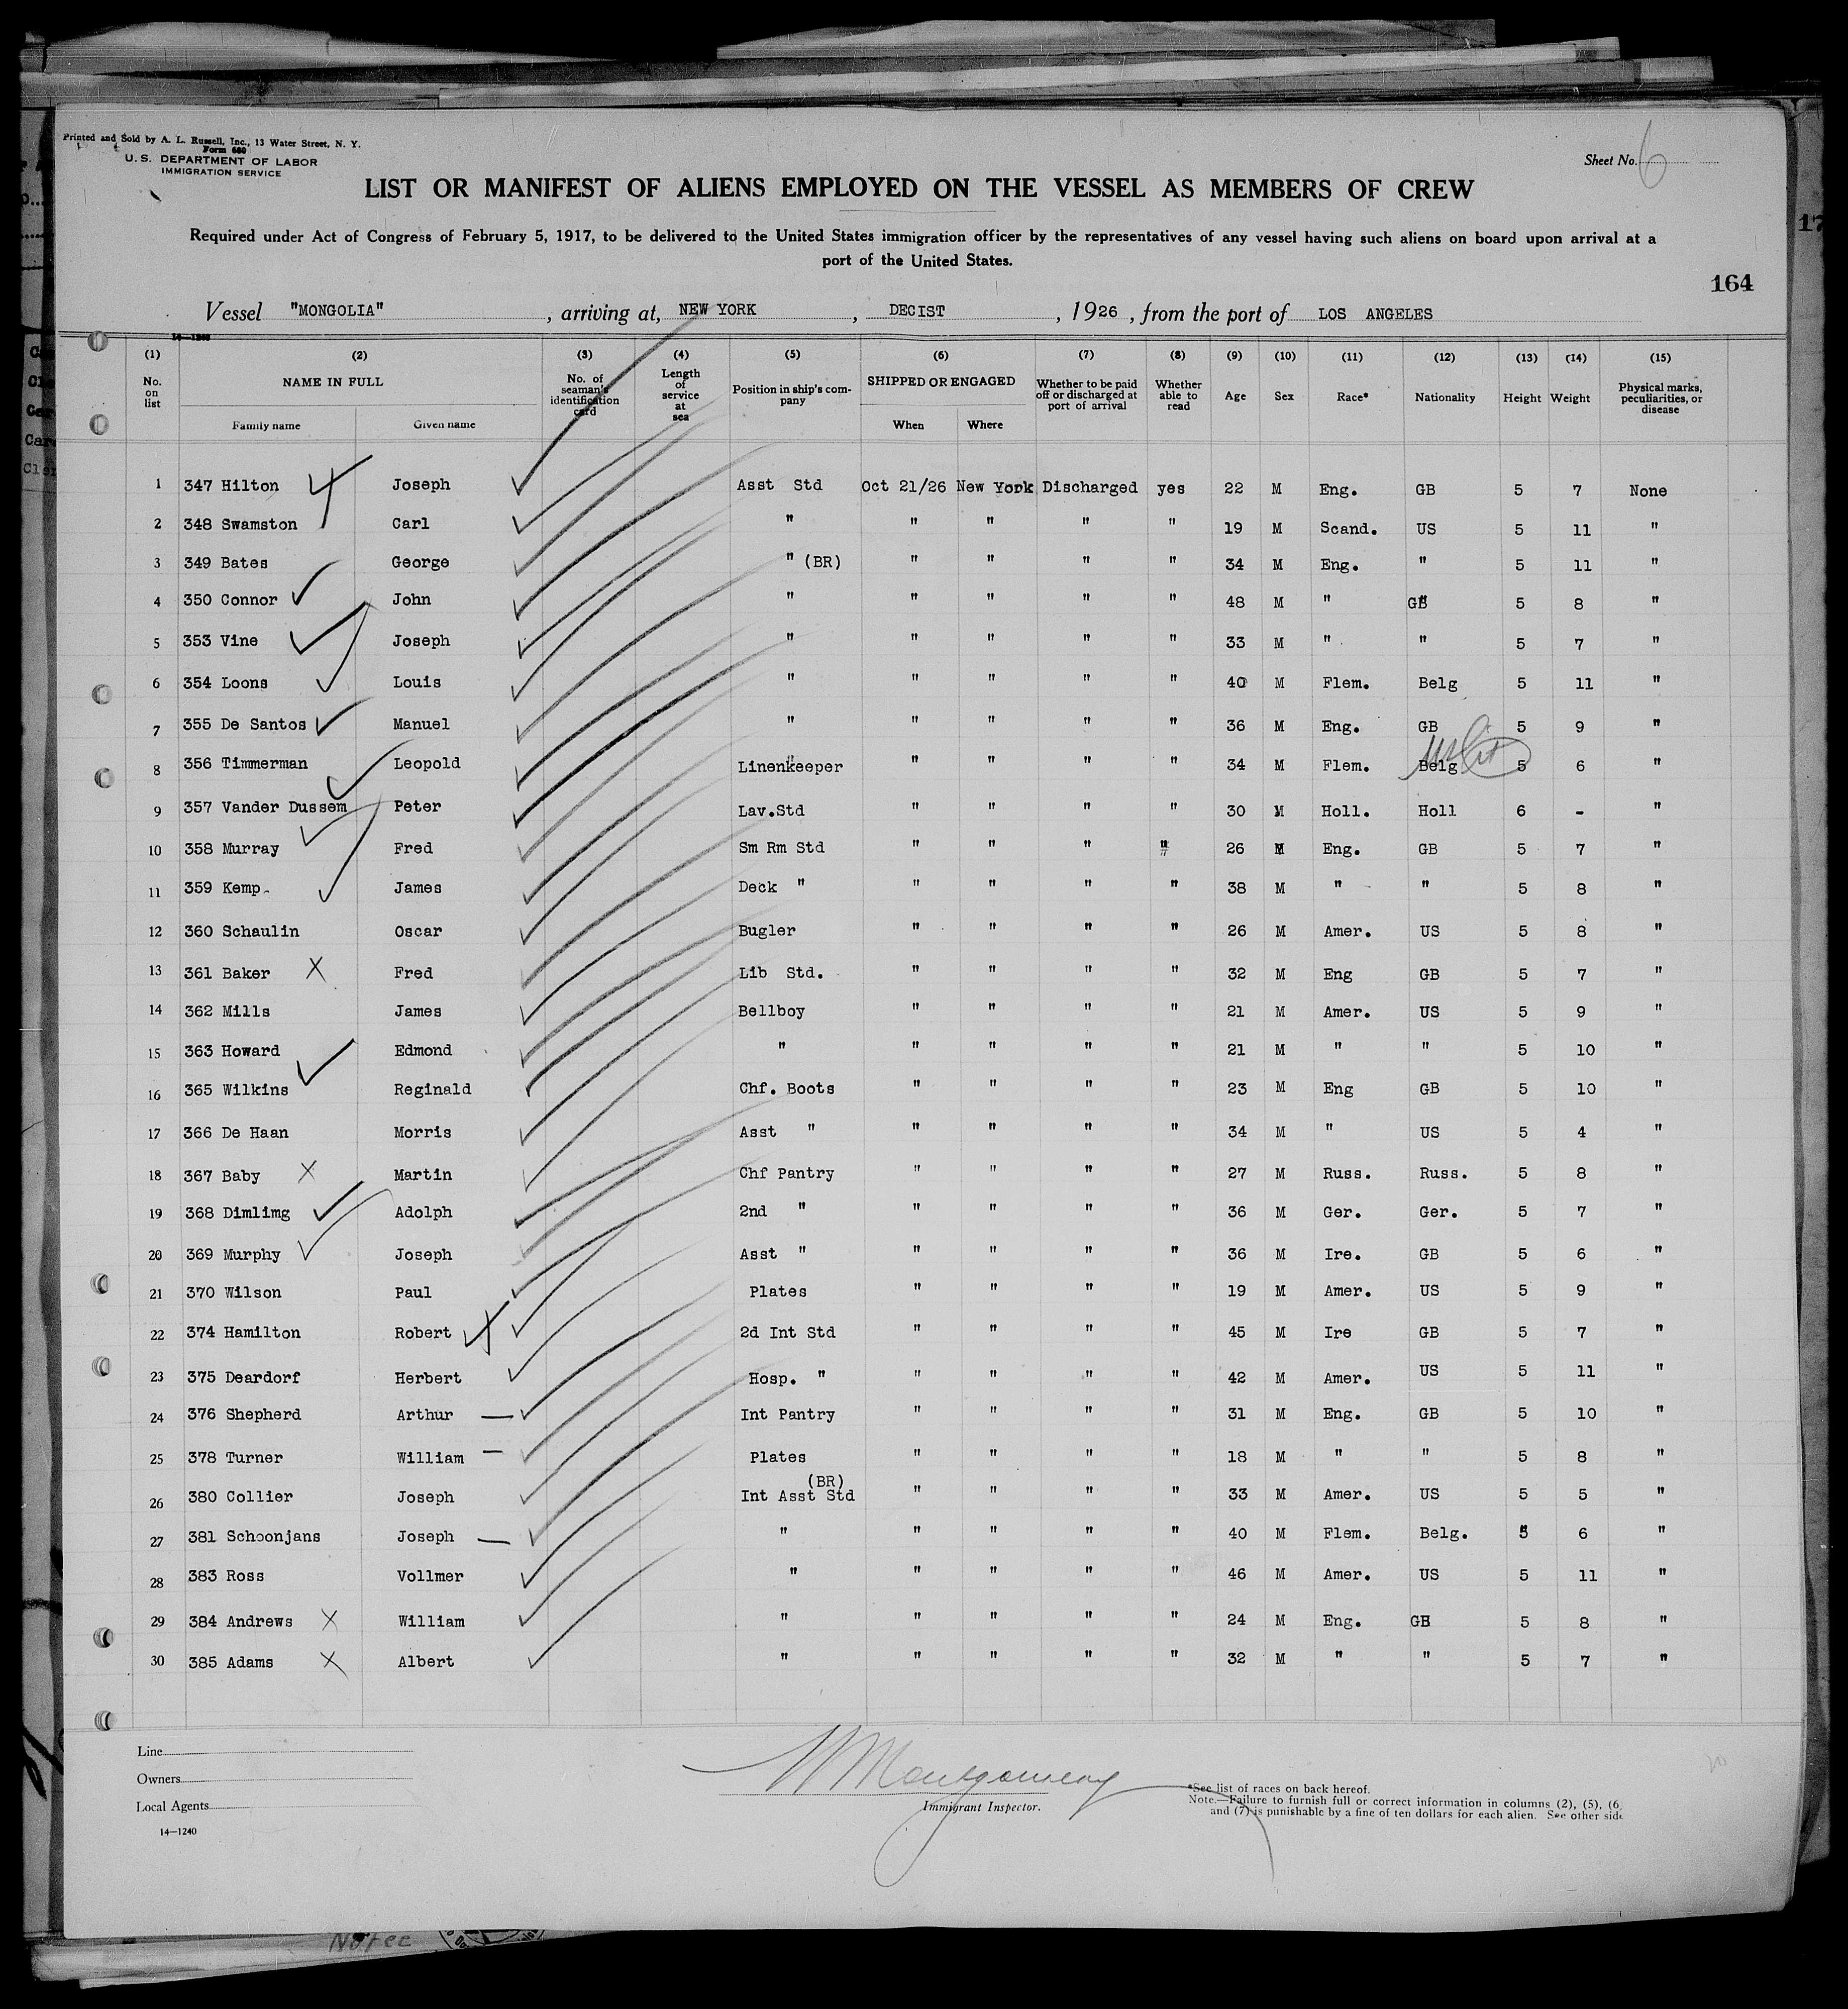 Printed and Sold by A. L. Russell, Inc., 13 Water Street, N. Y.
Form 680
U. S. DEPARTMENT OF LABOR
IMMIGRATION SERVICE
Sheet No. 6
LIST OR MANIFEST OF ALIENS EMPLOYED ON THE VESSEL AS MEMBERS OF CREW
Required under Act of Congress of February 5, 1917, to be delivered to the United States immigration officer by the representatives of any vessel having such aliens on board upon arrival at a
port of the United States.
164
Vessel "MONGOLIA" , arriving at, NEW YORK , DEC1ST , 1926 , from the port of LOS ANGELES
(1) (2) (3) (4) (5) (6) (7) (8) (9) (10) (11) (12) (13) (14) (15)
No. on list NAME IN FULL No. of seaman's identification card Length of service at sea Position in ship's company SHIPPED OR ENGAGED Whether to be paid off or discharged at port of arrival Whether able to read Age Sex Race* Nationality Height Weight Physical marks, peculiarities, or disease
Family name Given name When Where
1 347 Hilton Joseph Asst Std Oct 21/26 New York Discharged yes 22 M Eng. GB 5 7 None
2 348 Swamston Carl " " " " " 19 M Scand. US 5 11 "
3 349 Bates George " (BR) " " " " 34 M Eng. " 5 11 "
4 350 Connor John " " " " " 48 M " GB 5 8 "
5 353 Vine Joseph " " " " " 33 M " " 5 7 "
6 354 Loons Louis " " " " " 40 M Flem. Belg 5 11 "
7 355 De Santos Manuel " " " " " 36 M Eng. GB 5 9 "
8 356 Timmerman Leopold Linenkeeper " " " " 34 M Flem. Belg 5 6 "
9 357 Vander Dussem Peter Lav.Std " " " " 30 M Holl. Holl 6 - "
10 358 Murray Fred Sm Rm Std " " " " 26 M Eng. GB 5 7 "
11 359 Kemp James Deck " " " " " 38 M " " 5 8 "
12 360 Schaulin Oscar Bugler " " " " 26 M Amer. US 5 8 "
13 361 Baker Fred Lib Std. " " " " 32 M Eng GB 5 7 "
14 362 Mills James Bellboy " " " " 21 M Amer. US 5 9 "
15 363 Howard Edmond " " " " " 21 M " " 5 10 "
16 365 Wilkins Reginald Chf. Boots " " " " 23 M Eng GB 5 10 "
17 366 De Haan Morris Asst " " " " " 34 M " US 5 4 "
18 367 Baby Martin Chf Pantry " " " " 27 M Russ. Russ. 5 8 "
19 368 Dimlimg Adolph 2nd " " " " " 36 M Ger. Ger. 5 7 "
20 369 Murphy Joseph Asst " " " " " 36 M Ire. GB 5 6 "
21 370 Wilson Paul Plates " " " " 19 M Amer. US 5 9 "
22 374 Hamilton Robert 2d Int Std " " " " 45 M Ire GB 5 7 "
23 375 Deardorf Herbert Hosp. " " " " " 42 M Amer. US 5 11 "
24 376 Shepherd Arthur Int Pantry " " " " 31 M Eng. GB 5 10 "
25 378 Turner William Plates " " " " 18 M " " 5 8 "
(BR)
26 380 Collier Joseph Int Asst Std " " " " 33 M Amer. US 5 5 "
27 381 Schoonjans Joseph " " " " " 40 M Flem. Belg. 5 6 "
28 383 Ross Vollmer " " " " " 46 M Amer. US 5 11 "
29 384 Andrews William " " " " " 24 M Eng. GB 5 8 "
30 385 Adams Albert " " " " " 32 M " " 5 7 "
Line
Owners
Local Agents
14—1240
Montgomery
Immigrant Inspector.
*See list of races on back hereof.
Note.—Failure to furnish full or correct information in columns (2), (5), (6)
and (7) is punishable by a fine of ten dollars for each alien. See other side